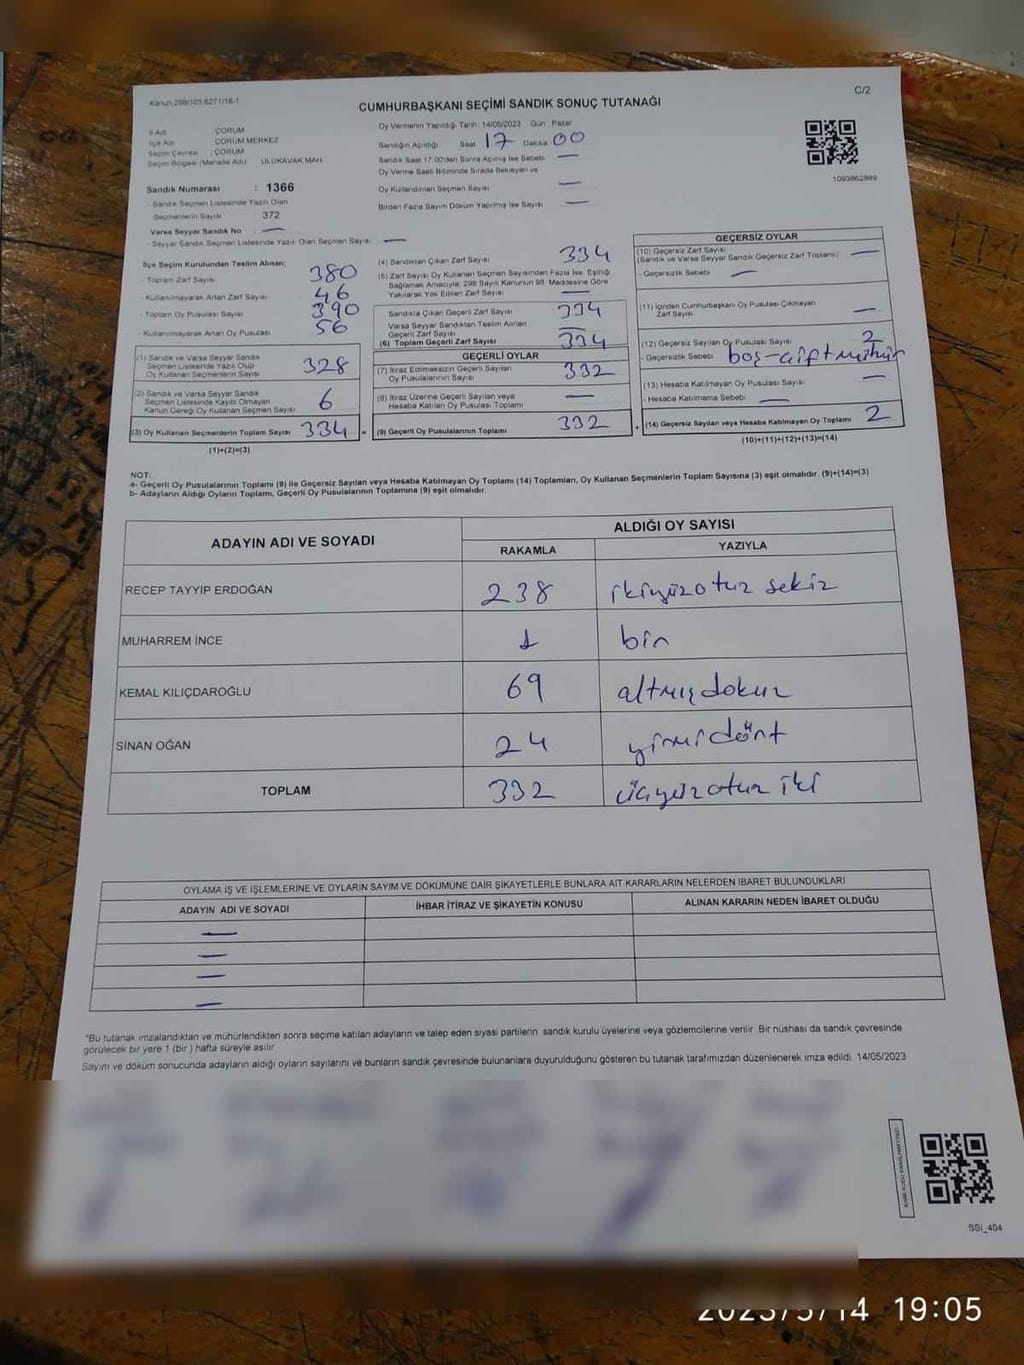 Kanun:298/105,6271/18-1
C/2
CUMHURBAŞKANI SEÇİMİ SANDIK SONUÇ TUTANAĞI
İl Adı : ÇORUM
İlçe Adı : ÇORUM MERKEZ
Seçim Çevresi : ÇORUM
Seçim Bölgesi (Mahalle Adı) ULUKAVAK MAH
Sandık Numarası : 1366
- Sandık Seçmen Listesinde Yazılı Olan
Seçmenlerin Sayısı : 372
Varsa Seyyar Sandık No : —
- Seyyar Sandık Seçmen Listesinde Yazılı Olan Seçmen Sayısı : —
Oy Vermenin Yapıldığı Tarih : 14/05/2023 Gün : Pazar
Sandığın Açıldığı Saat 17 Dakika 00
Sandık Saat 17:00'den Sonra Açılmış İse Sebebi —
Oy Verme Saati Bitiminde Sırada Bekleyen ve
Oy Kullandırılan Seçmen Sayısı —
Birden Fazla Sayım Döküm Yapılmış İse Sayısı —
1093862889
İlçe Seçim Kurulundan Teslim Alınan;
- Toplam Zarf Sayısı : 380
- Kullanılmayarak Artan Zarf Sayısı : 46
- Toplam Oy Pusulası Sayısı : 390
- Kullanılmayarak Artan Oy Pusulası : 56
(1) Sandık ve Varsa Seyyar Sandık
Seçmen Listesinde Yazılı Olup
Oy Kullanan Seçmenlerin Sayısı 328
(2) Sandık ve Varsa Seyyar Sandık
Seçmen Listesinde Kayıtlı Olmayan
Kanun Gereği Oy Kullanan Seçmen Sayısı 6
(3) Oy Kullanan Seçmenlerin Toplam Sayısı 334 =
(1)+(2)=(3)
(4) Sandıktan Çıkan Zarf Sayısı 334
(5) Zarf Sayısı Oy Kullanan Seçmen Sayısından Fazla İse, Eşitliği
Sağlamak Amacıyla, 298 Sayılı Kanunun 98. Maddesine Göre
Yakılarak Yok Edilen Zarf Sayısı —
Sandıkta Çıkan Geçerli Zarf Sayısı 334
Varsa Seyyar Sandıktan Teslim Alınan
Geçerli Zarf Sayısı —
(6) Toplam Geçerli Zarf Sayısı 334
GEÇERLİ OYLAR
(7) İtiraz Edilmeksizin Geçerli Sayılan
Oy Pusulalarının Sayısı 332
(8) İtiraz Üzerine Geçerli Sayılan veya
Hesaba Katılan Oy Pusulası Toplamı —
(9) Geçerli Oy Pusulalarının Toplamı 332 +
GEÇERSİZ OYLAR
(10) Geçersiz Zarf Sayısı
(Sandık ve Varsa Seyyar Sandık Geçersiz Zarf Toplamı) —
- Geçersizlik Sebebi : —
(11) İçinden Cumhurbaşkanı Oy Pusulası Çıkmayan
Zarf Sayısı —
(12) Geçersiz Sayılan Oy Pusulası Sayısı 2
- Geçersizlik Sebebi : boş-çift mühür
(13) Hesaba Katılmayan Oy Pusulası Sayısı —
- Hesaba Katılmama Sebebi : —
(14) Geçersiz Sayılan veya Hesaba Katılmayan Oy Toplamı 2
(10)+(11)+(12)+(13)=(14)
NOT:
a- Geçerli Oy Pusulalarının Toplamı (9) ile Geçersiz Sayılan veya Hesaba Katılmayan Oy Toplamı (14) Toplamları, Oy Kullanan Seçmenlerin Toplam Sayısına (3) eşit olmalıdır. (9)+(14)=(3)
b- Adayların Aldığı Oyların Toplamı, Geçerli Oy Pusulalarının Toplamına (9) eşit olmalıdır.
ADAYIN ADI VE SOYADI
ALDIĞI OY SAYISI
RAKAMLA YAZIYLA
RECEP TAYYİP ERDOĞAN 238 ikiyüzotuz sekiz
MUHARREM İNCE 1 bir
KEMAL KILIÇDAROĞLU 69 altmışdokuz
SİNAN OĞAN 24 yirmidört
TOPLAM 332 üçyüzotuz iki
OYLAMA İŞ VE İŞLEMLERİNE VE OYLARIN SAYIM VE DÖKÜMÜNE DAİR ŞİKAYETLERLE BUNLARA AİT KARARLARIN NELERDEN İBARET BULUNDUKLARI
ADAYIN ADI VE SOYADI İHBAR İTİRAZ VE ŞİKAYETİN KONUSU ALINAN KARARIN NEDEN İBARET OLDUĞU
—
—
—
—
*Bu tutanak imzalandıktan ve mühürlendikten sonra seçime katılan adayların ve talep eden siyasi partilerin sandık kurulu üyelerine veya gözlemcilerine verilir. Bir nüshası da sandık çevresinde
görülecek bir yere 1 (bir ) hafta süreyle asılır.
Sayım ve döküm sonucunda adayların aldığı oyların sayılarını ve bunların sandık çevresinde bulunanlara duyurulduğunu gösteren bu tutanak tarafımızdan düzenlenerek imza edildi. 14/05/2023
SSİ_404
2023/5/14 19:05